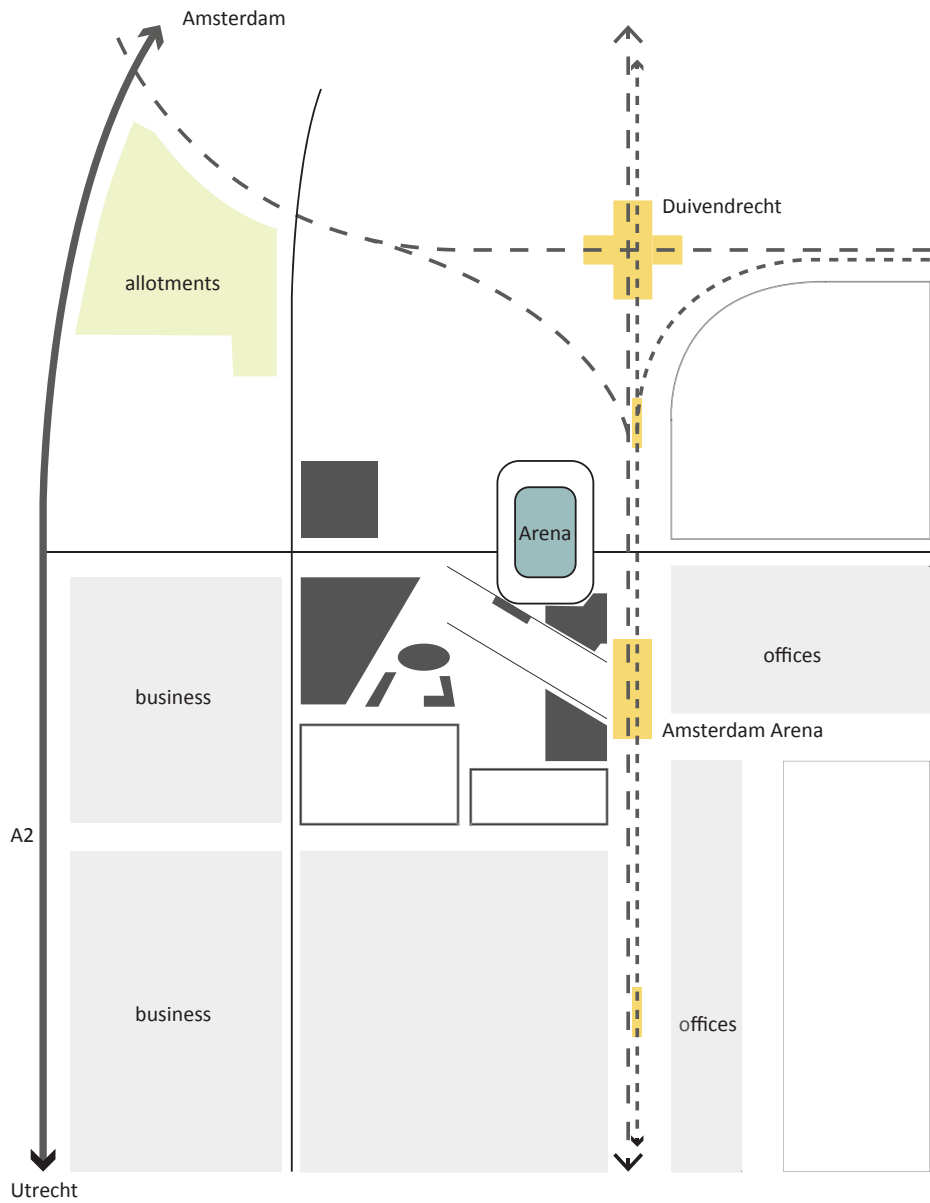 Amsterdam
Duivendrecht
allotments
Arena
offices
business
Amsterdam Arena
A2
business
offices
Utrecht